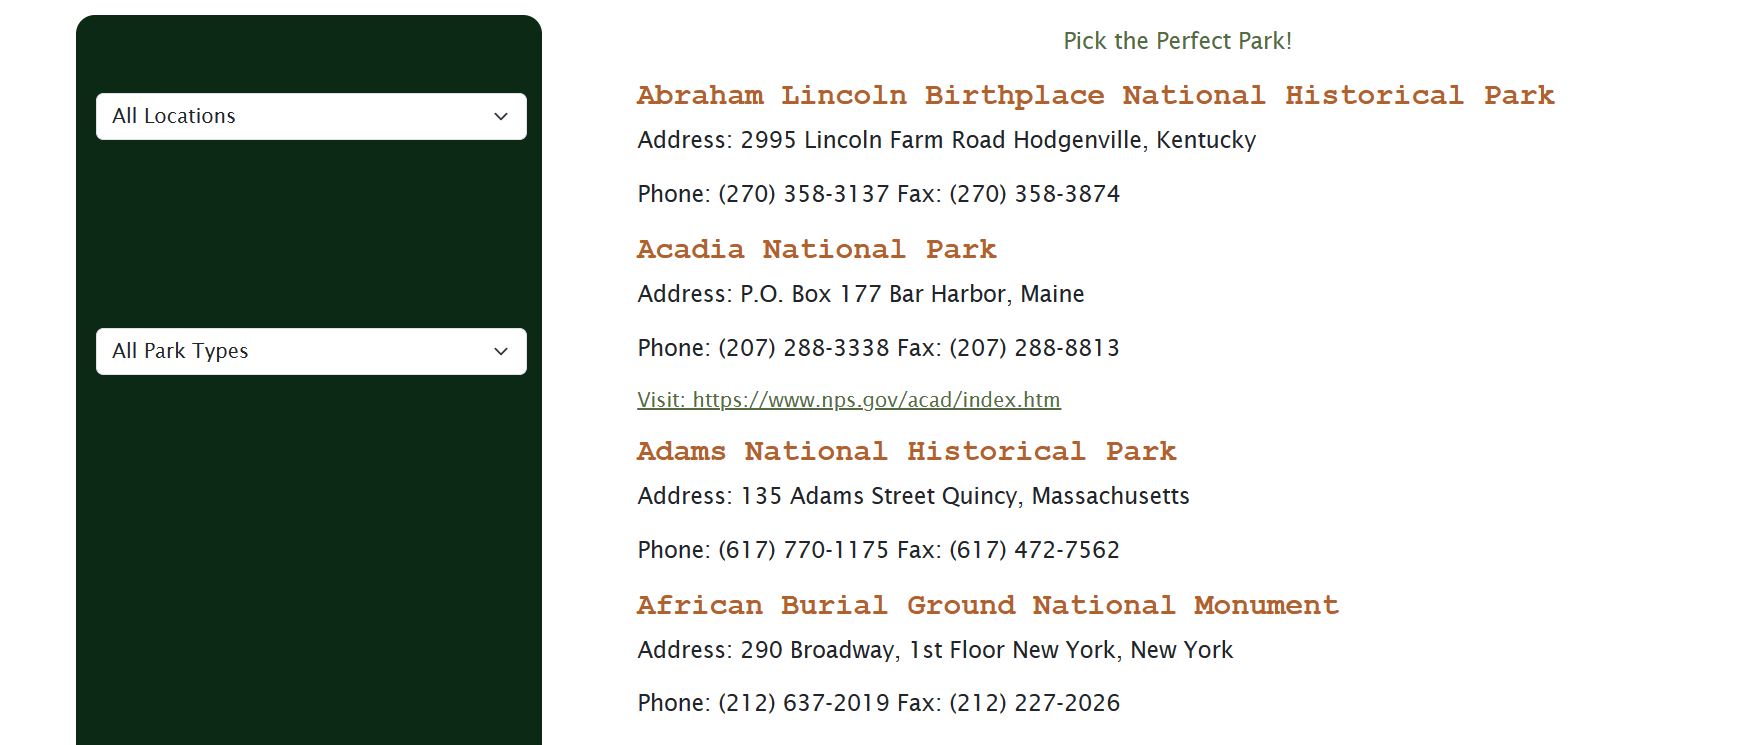 All Locations
All Park Types
Pick the Perfect Park!
Abraham Lincoln Birthplace National Historical Park
Address: 2995 Lincoln Farm Road Hodgenville, Kentucky
Phone: (270) 358-3137 Fax: (270) 358-3874
Acadia National Park
Address: P.O. Box 177 Bar Harbor, Maine
Phone: (207) 288-3338 Fax: (207) 288-8813
Visit: https://www.nps.gov/acad/index.htm
Adams National Historical Park
Address: 135 Adams Street Quincy, Massachusetts
Phone: (617) 770-1175 Fax: (617) 472-7562
African Burial Ground National Monument
Address: 290 Broadway, 1st Floor New York, New York
Phone: (212) 637-2019 Fax: (212) 227-2026